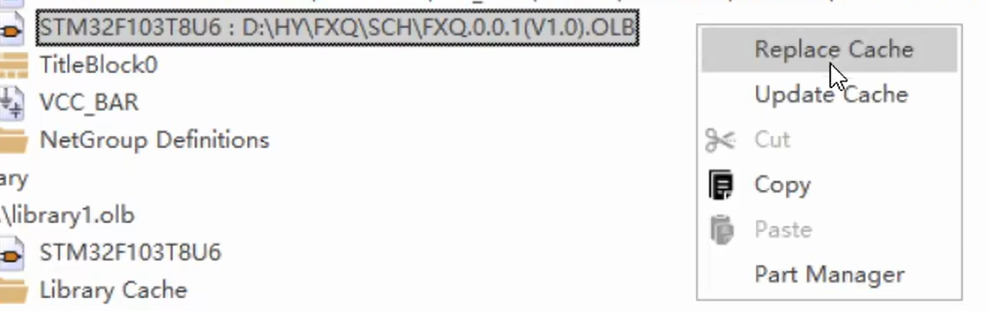 STM32F103T8U6 : D:\HY\FXQ\SCH\FXQ.0.0.1(V1.0).OLB
TitleBlock0
VCC_BAR
NetGroup Definitions
ary
.\library1.olb
STM32F103T8U6
Library Cache
Replace Cache
Update Cache
Cut
Copy
Paste
Part Manager